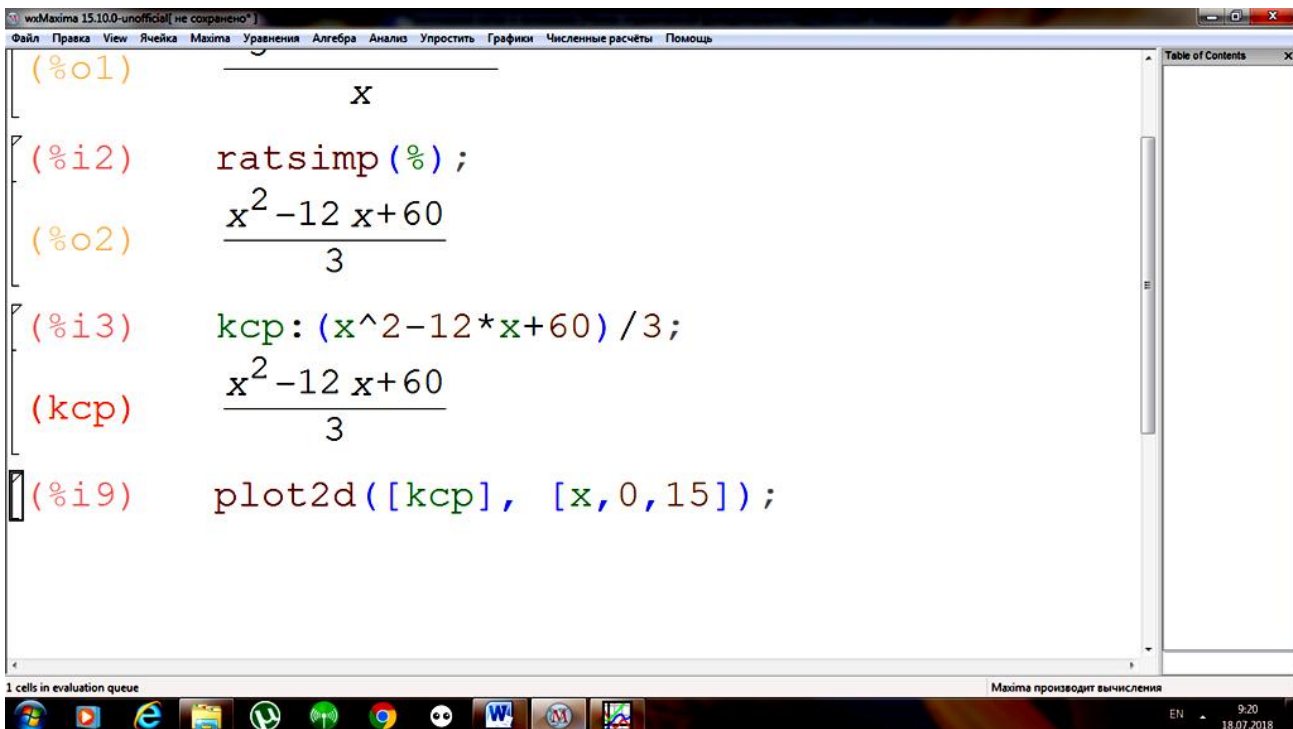 wxMaxima 15.10.0-unofficial[ не сохранено* ]
Файл Правка View Ячейка Maxima Уравнения Алгебра Анализ Упростить Графики Численные расчёты Помощь
Table of Contents
(%o1)
x
(%i2) ratsimp(%);
(%o2) x²-12 x+60
3
(%i3) kcp:(x^2-12*x+60)/3;
(kcp) x²-12 x+60
3
(%i9) plot2d([kcp], [x,0,15]);
1 cells in evaluation queue Maxima производит вычисления
EN 9:20
18.07.2018